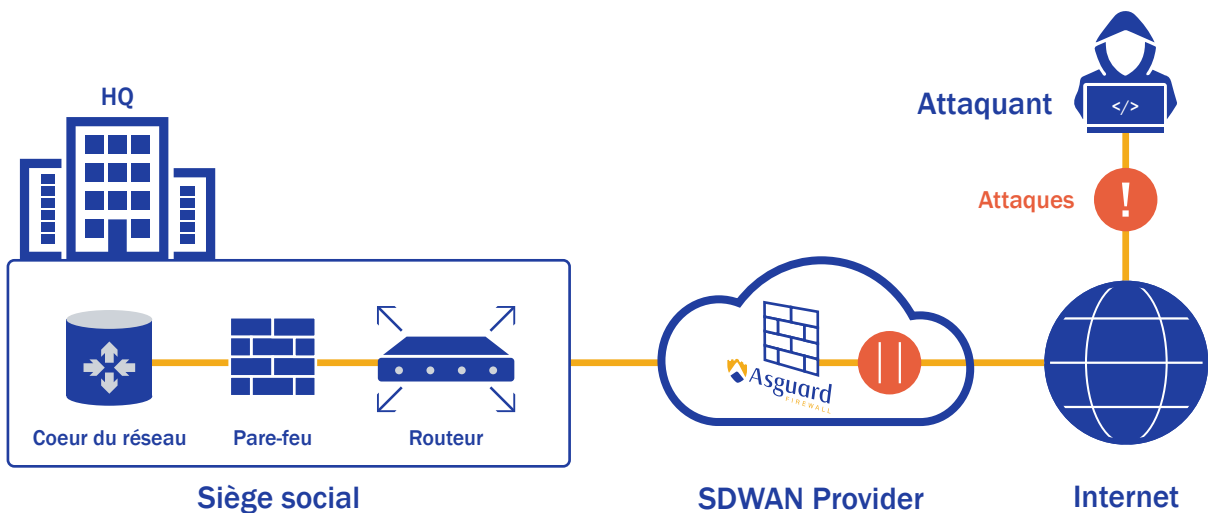 HQ
Attaquant
</>
Attaques
!
Asguard
FIREWALL
Coeur du réseau
Pare-feu
Routeur
Siège social
SDWAN Provider
Internet